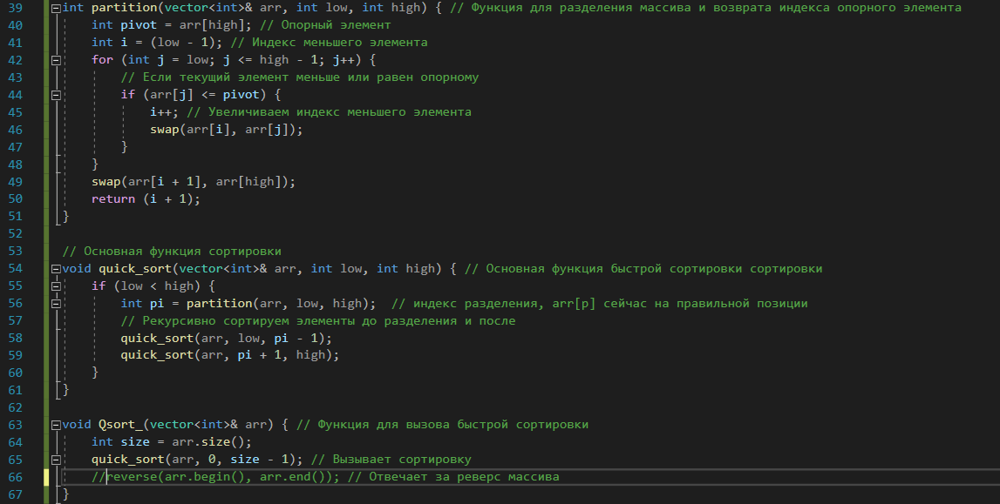 39 int partition(vector<int>& arr, int low, int high) { // Функция для разделения массива и возврата индекса опорного элемента
40     int pivot = arr[high]; // Опорный элемент
41     int i = (low - 1); // Индекс меньшего элемента
42     for (int j = low; j <= high - 1; j++) {
43         // Если текущий элемент меньше или равен опорному
44         if (arr[j] <= pivot) {
45             i++; // Увеличиваем индекс меньшего элемента
46             swap(arr[i], arr[j]);
47         }
48     }
49     swap(arr[i + 1], arr[high]);
50     return (i + 1);
51 }
52
53 // Основная функция сортировки
54 void quick_sort(vector<int>& arr, int low, int high) { // Основная функция быстрой сортировки сортировки
55     if (low < high) {
56         int pi = partition(arr, low, high);  // индекс разделения, arr[p] сейчас на правильной позиции
57         // Рекурсивно сортируем элементы до разделения и после
58         quick_sort(arr, low, pi - 1);
59         quick_sort(arr, pi + 1, high);
60     }
61 }
62
63 void Qsort_(vector<int>& arr) { // Функция для вызова быстрой сортировки
64     int size = arr.size();
65     quick_sort(arr, 0, size - 1); // Вызывает сортировку
66     //reverse(arr.begin(), arr.end()); // Отвечает за реверс массива
67 }